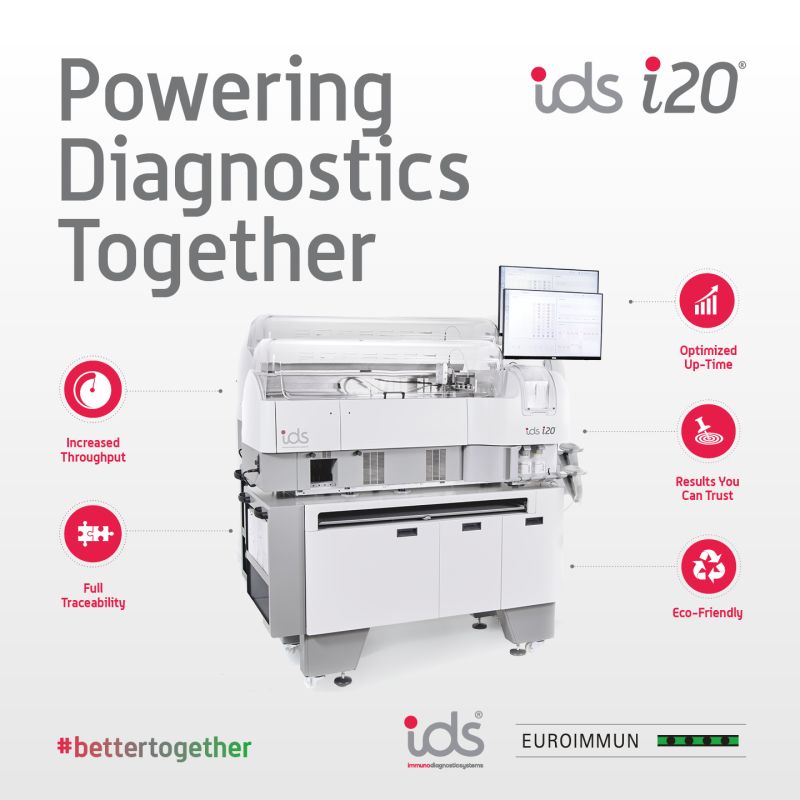 Powering
Diagnostics
Together
ids i20®
Optimized
Up-Time
Increased
Throughput
ids
ids i20
Results You
Can Trust
Full
Traceability
Eco-Friendly
#bettertogether
ids®
immunodiagnosticsystems
EUROIMMUN